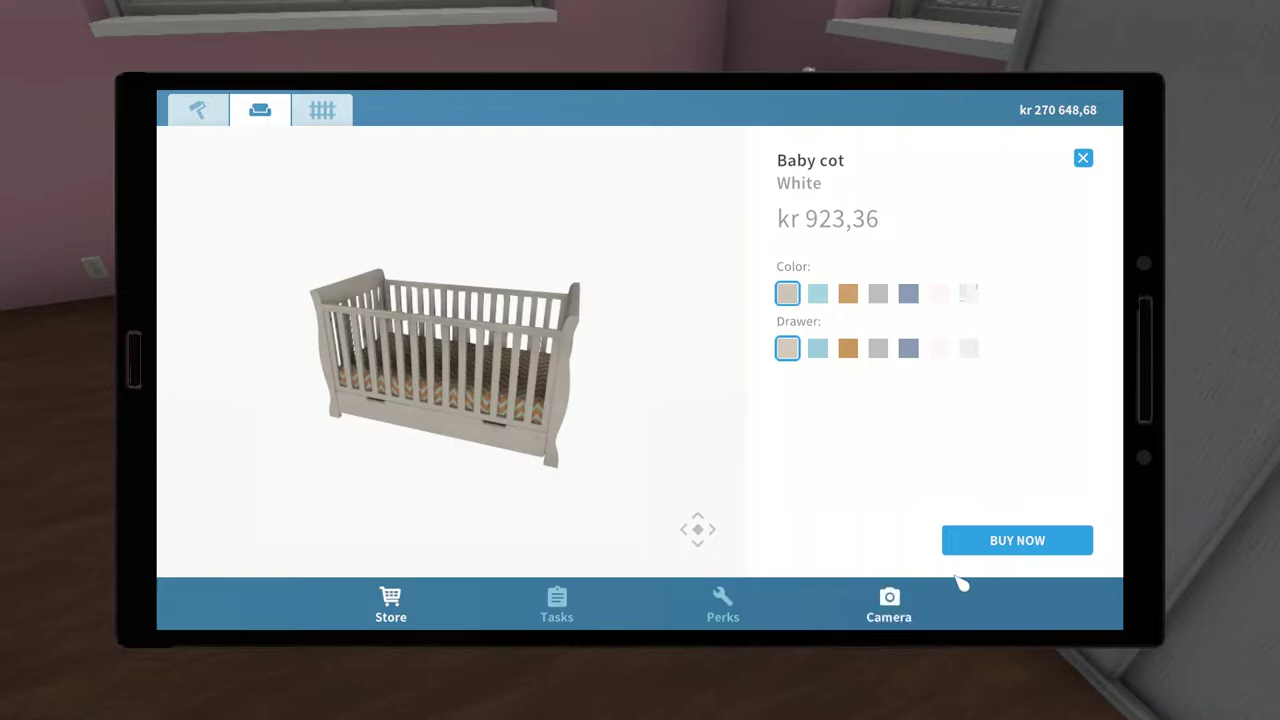 kr 270 648,68
Baby cot
White
kr 923,36
Color:
Drawer:
BUY NOW
Store
Tasks
Perks
Camera